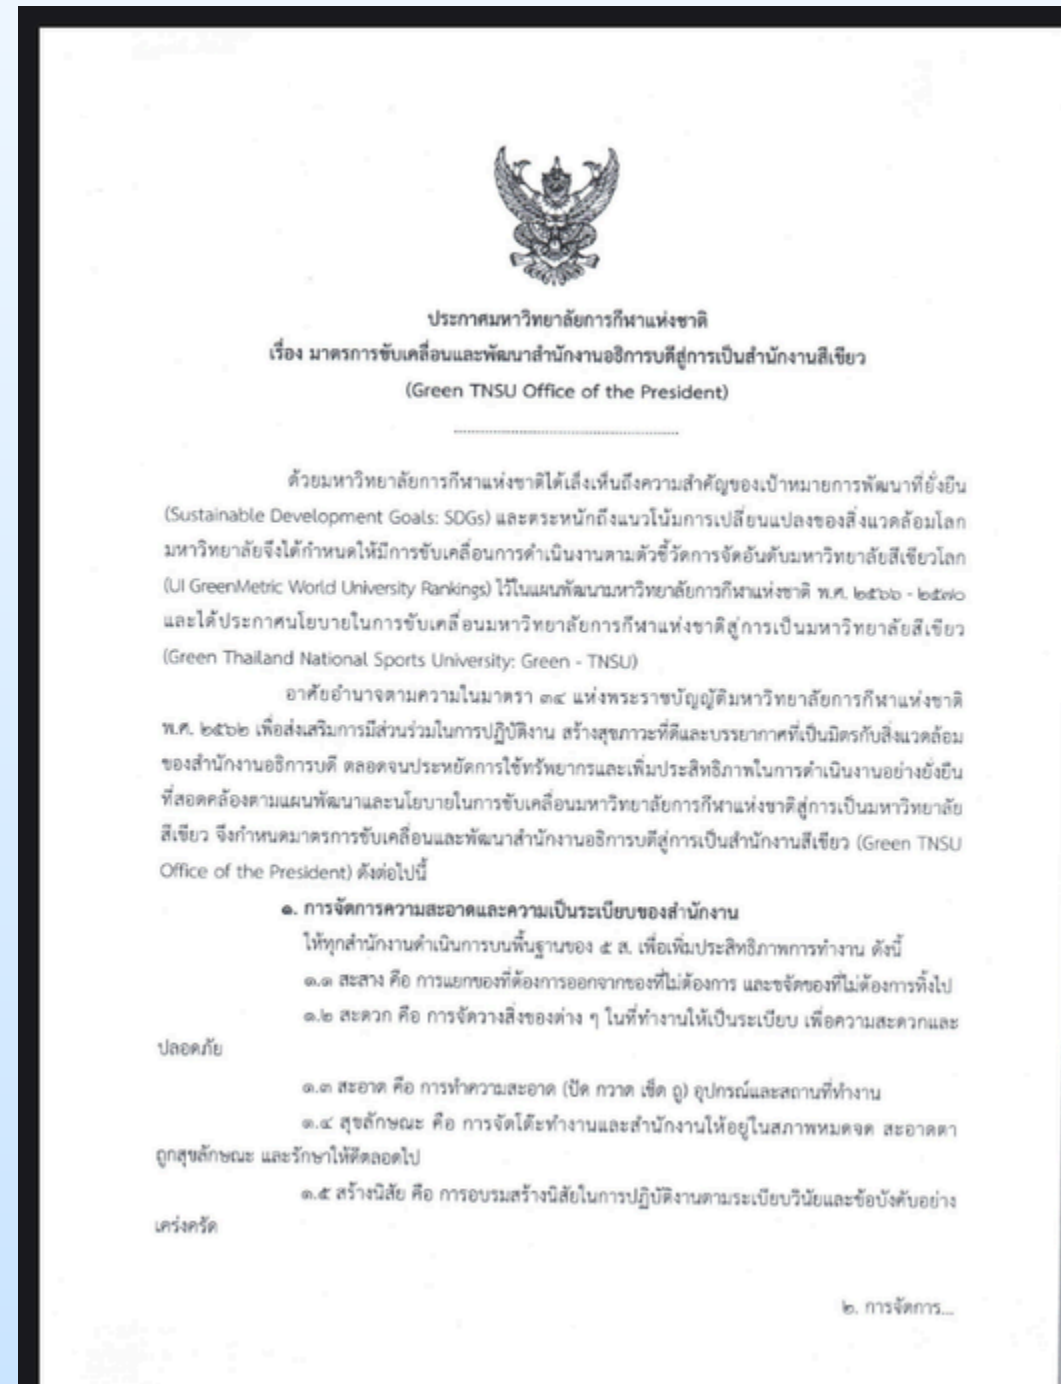 ประกาศมหาวิทยาลัยการกีฬาแห่งชาติ
เรื่อง มาตรการขับเคลื่อนและพัฒนาสำนักงานอธิการบดีสู่การเป็นสำนักงานสีเขียว
(Green TNSU Office of the President)
ด้วยมหาวิทยาลัยการกีฬาแห่งชาติได้เล็งเห็นถึงความสำคัญของเป้าหมายการพัฒนาที่ยั่งยืน
(Sustainable Development Goals: SDGs) และตระหนักถึงแนวโน้มการเปลี่ยนแปลงของสิ่งแวดล้อมโลก
มหาวิทยาลัยจึงได้กำหนดให้มีการขับเคลื่อนการดำเนินงานตามตัวชี้วัดการจัดอันดับมหาวิทยาลัยสีเขียวโลก
(UI GreenMetric World University Rankings) ไว้ในแผนพัฒนามหาวิทยาลัยการกีฬาแห่งชาติ พ.ศ. ๒๕๖๖ - ๒๕๗๐
และได้ประกาศนโยบายในการขับเคลื่อนมหาวิทยาลัยการกีฬาแห่งชาติสู่การเป็นมหาวิทยาลัยสีเขียว
(Green Thailand National Sports University: Green - TNSU)
อาศัยอำนาจตามความในมาตรา ๓๔ แห่งพระราชบัญญัติมหาวิทยาลัยการกีฬาแห่งชาติ
พ.ศ. ๒๕๖๒ เพื่อส่งเสริมการมีส่วนร่วมในการปฏิบัติงาน สร้างสุขภาวะที่ดีและบรรยากาศที่เป็นมิตรกับสิ่งแวดล้อม
ของสำนักงานอธิการบดี ตลอดจนประหยัดการใช้ทรัพยากรและเพิ่มประสิทธิภาพในการดำเนินงานอย่างยั่งยืน
ที่สอดคล้องตามแผนพัฒนาและนโยบายในการขับเคลื่อนมหาวิทยาลัยการกีฬาแห่งชาติสู่การเป็นมหาวิทยาลัย
สีเขียว จึงกำหนดมาตรการขับเคลื่อนและพัฒนาสำนักงานอธิการบดีสู่การเป็นสำนักงานสีเขียว (Green TNSU
Office of the President) ดังต่อไปนี้
๑. การจัดการความสะอาดและความเป็นระเบียบของสำนักงาน
ให้ทุกสำนักงานดำเนินการบนพื้นฐานของ ๕ ส. เพื่อเพิ่มประสิทธิภาพการทำงาน ดังนี้
๑.๑ สะสาง คือ การแยกของที่ต้องการออกจากของที่ไม่ต้องการ และขจัดของที่ไม่ต้องการทิ้งไป
๑.๒ สะดวก คือ การจัดวางสิ่งของต่าง ๆ ในที่ทำงานให้เป็นระเบียบ เพื่อความสะดวกและ
ปลอดภัย
๑.๓ สะอาด คือ การทำความสะอาด (ปัด กวาด เช็ด ถู) อุปกรณ์และสถานที่ทำงาน
๑.๔ สุขลักษณะ คือ การจัดโต๊ะทำงานและสำนักงานให้อยู่ในสภาพหมดจด สะอาดตา
ถูกสุขลักษณะ และรักษาให้ดีตลอดไป
๑.๕ สร้างนิสัย คือ การอบรมสร้างนิสัยในการปฏิบัติงานตามระเบียบวินัยและข้อบังคับอย่าง
เคร่งครัด
๒. การจัดการ...